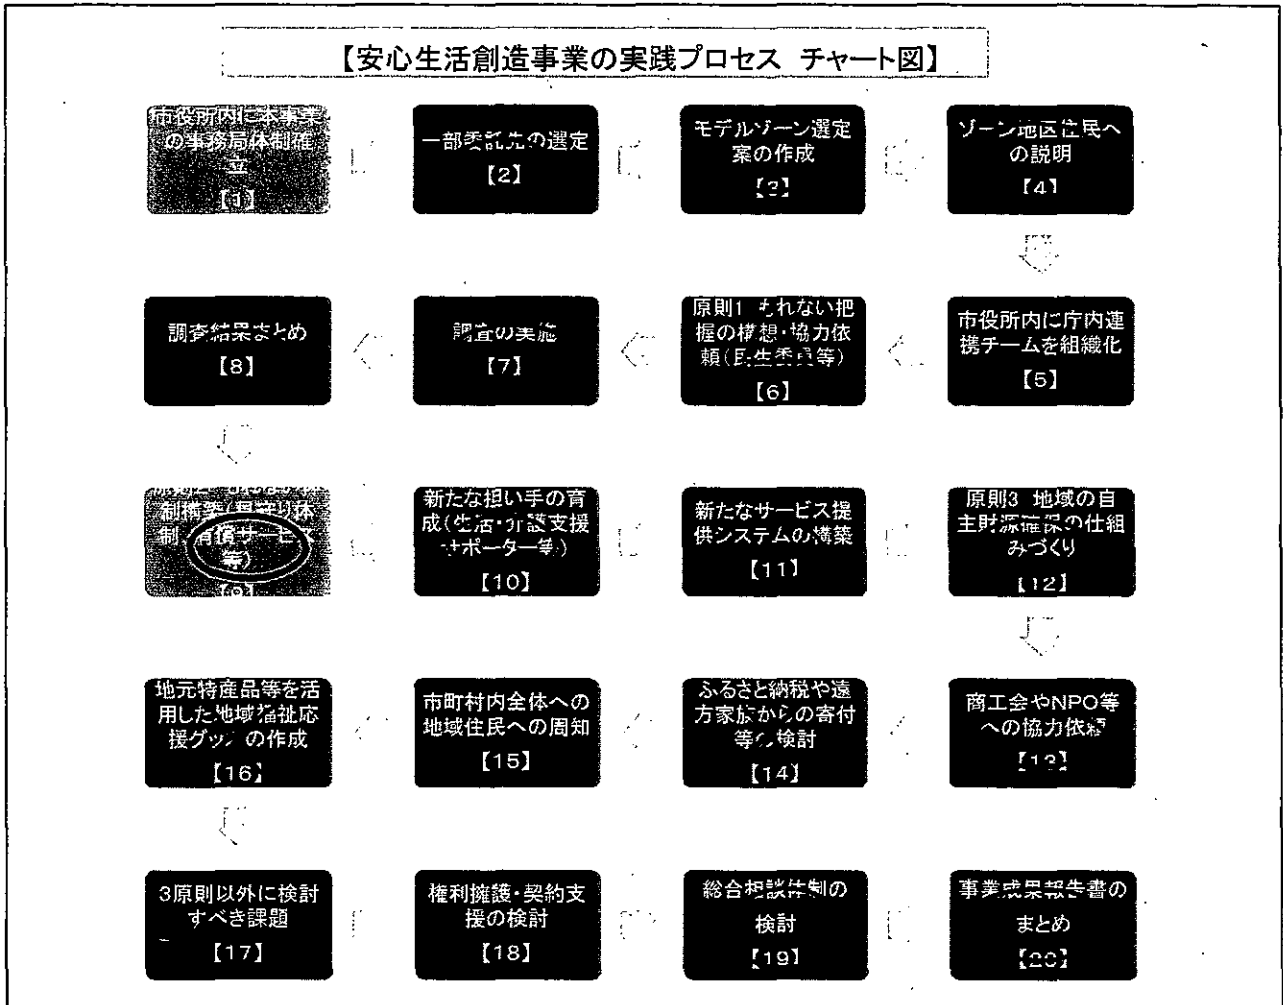 【安心生活創造事業の実践プロセス チャート図】
市役所内に本事業
の事務局体制確
立
【1】
一部委託先の選定
【2】
モデルゾーン選定
案の作成
【3】
ゾーン地区住民へ
の説明
【4】
市役所内に庁内連
携チームを組織化
【5】
原則1 もれない把
握の構想・協力依
頼(民生委員等)
【6】
調査の実施
【7】
調査結果まとめ
【8】
制構築(見守り体
制、有償サービス
等)
【9】
新たな担い手の育
成(生活・介護支援
サポーター等)
【10】
新たなサービス提
供システムの構築
【11】
原則3 地域の自
主財源確保の仕組
みづくり
【12】
商工会やNPO等
への協力依頼
【13】
ふるさと納税や遠
方家族からの寄付
等の検討
【14】
市町村内全体への
地域住民への周知
【15】
地元特産品等を活
用した地域福祉応
援グッズの作成
【16】
3原則以外に検討
すべき課題
【17】
権利擁護・契約支
援の検討
【18】
総合相談体制の
検討
【19】
事業成果報告書の
まとめ
【20】